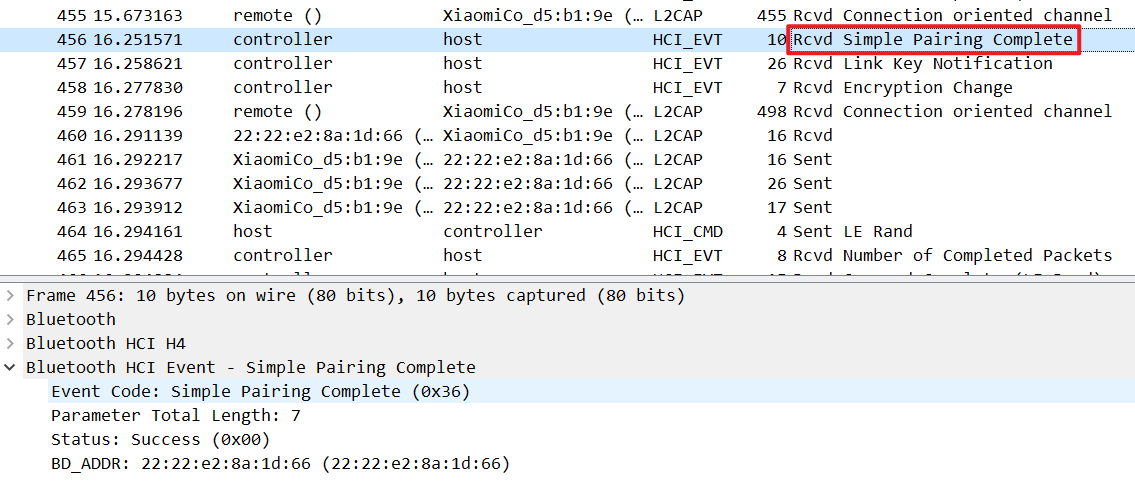 455 15.673163 remote () XiaomiCo_d5:b1:9e (… L2CAP 455 Rcvd Connection oriented channel
456 16.251571 controller host HCI_EVT 10 Rcvd Simple Pairing Complete
457 16.258621 controller host HCI_EVT 26 Rcvd Link Key Notification
458 16.277830 controller host HCI_EVT 7 Rcvd Encryption Change
459 16.278196 remote () XiaomiCo_d5:b1:9e (… L2CAP 498 Rcvd Connection oriented channel
460 16.291139 22:22:e2:8a:1d:66 (… XiaomiCo_d5:b1:9e (… L2CAP 16 Rcvd
461 16.292217 XiaomiCo_d5:b1:9e (… 22:22:e2:8a:1d:66 (… L2CAP 16 Sent
462 16.293677 XiaomiCo_d5:b1:9e (… 22:22:e2:8a:1d:66 (… L2CAP 26 Sent
463 16.293912 XiaomiCo_d5:b1:9e (… 22:22:e2:8a:1d:66 (… L2CAP 17 Sent
464 16.294161 host controller HCI_CMD 4 Sent LE Rand
465 16.294428 controller host HCI_EVT 8 Rcvd Number of Completed Packets
Frame 456: 10 bytes on wire (80 bits), 10 bytes captured (80 bits)
Bluetooth
Bluetooth HCI H4
Bluetooth HCI Event - Simple Pairing Complete
Event Code: Simple Pairing Complete (0x36)
Parameter Total Length: 7
Status: Success (0x00)
BD_ADDR: 22:22:e2:8a:1d:66 (22:22:e2:8a:1d:66)